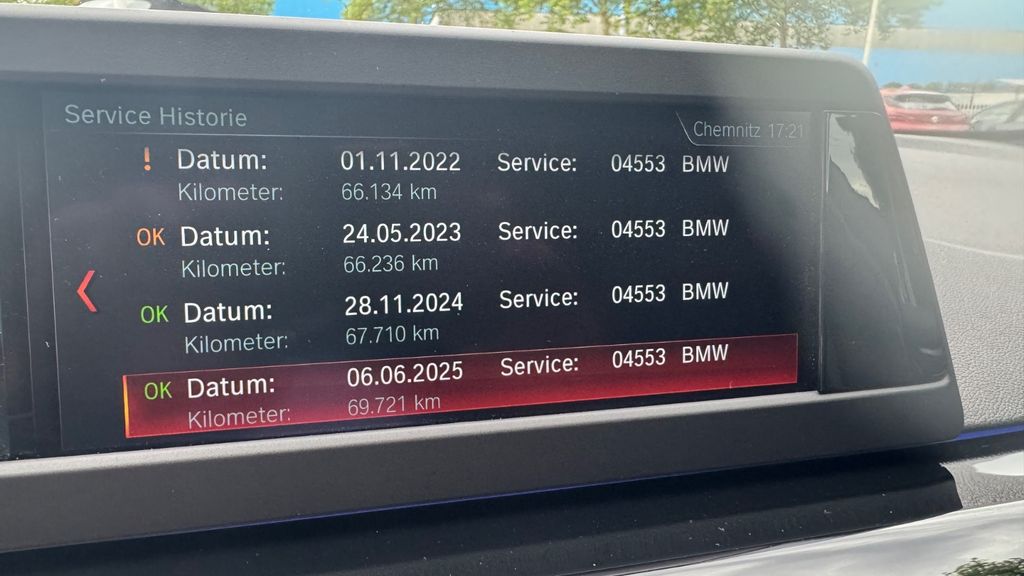 Service Historie
Chemnitz 17:21
! Datum: 01.11.2022 Service: 04553 BMW
Kilometer: 66.134 km
OK Datum: 24.05.2023 Service: 04553 BMW
Kilometer: 66.236 km
OK Datum: 28.11.2024 Service: 04553 BMW
Kilometer: 67.710 km
OK Datum: 06.06.2025 Service: 04553 BMW
Kilometer: 69.721 km